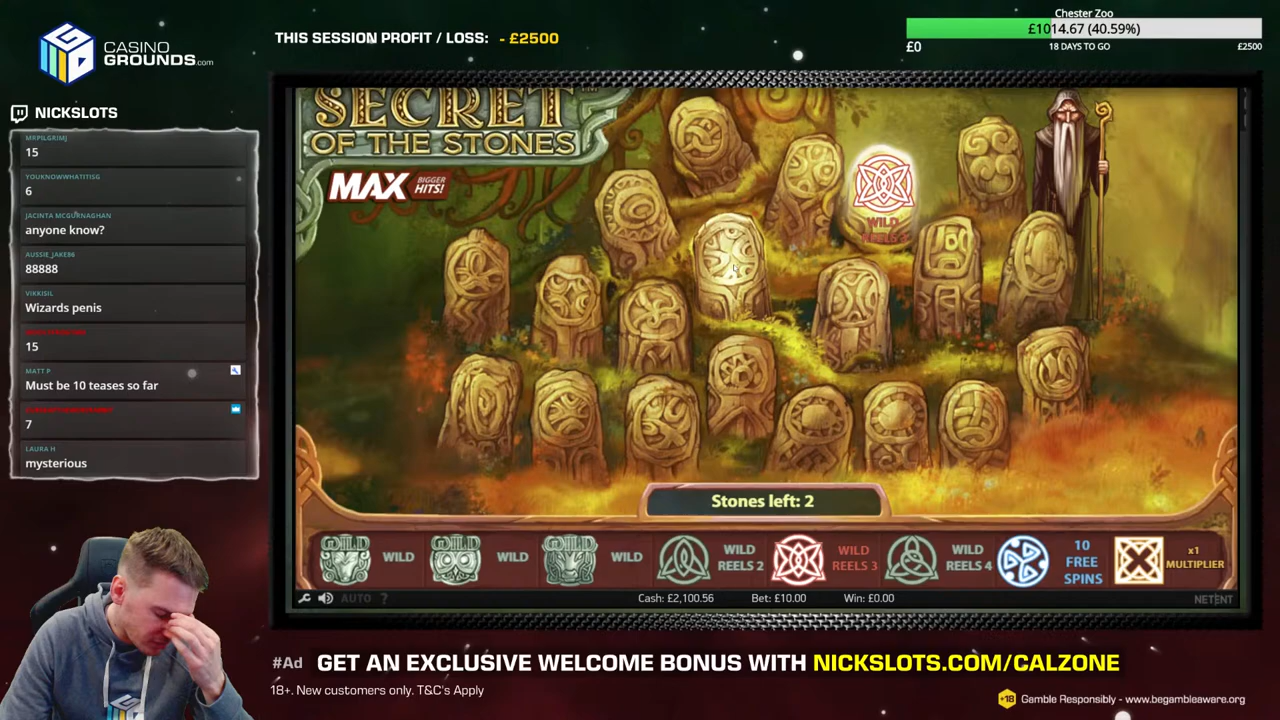 CASINO
GROUNDS.com
THIS SESSION PROFIT / LOSS: - £2500
Chester Zoo
£1014.67 (40.59%)
£0
18 DAYS TO GO
£2500
NICKSLOTS
MRPILGRIMJ
15
YOUKNOWWHATITISG
6
JACINTA MCGURNAGHAN
anyone know?
AUSSIE_JAKE86
88888
VIKKISIL
Wizards penis
15
MATT P
Must be 10 teases so far
7
LAURA H
mysterious
SECRET
OF THE STONES
MAX BIGGER
HITS!
WILD
REELS 3
Stones left: 2
WILD
WILD
WILD
WILD
REELS 2
WILD
REELS 3
WILD
REELS 4
10
FREE
SPINS
x1
MULTIPLIER
AUTO ?
Cash: £2,100.56
Bet: £10.00
Win: £0.00
NETENT
#Ad GET AN EXCLUSIVE WELCOME BONUS WITH NICKSLOTS.COM/CALZONE
18+. New customers only. T&C's Apply
+18 Gamble Responsibly - www.begambleaware.org